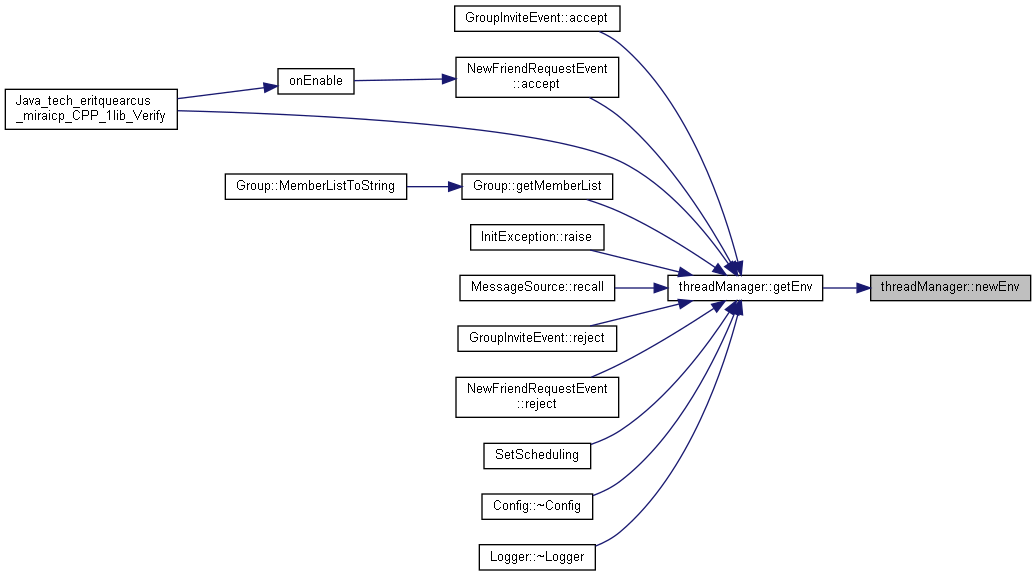 GroupInviteEvent::accept
NewFriendRequestEvent
::accept
onEnable
Java_tech_eritquearcus
_miraicp_CPP_1lib_Verify
Group::MemberListToString
Group::getMemberList
InitException::raise
MessageSource::recall
threadManager::getEnv
threadManager::newEnv
GroupInviteEvent::reject
NewFriendRequestEvent
::reject
SetScheduling
Config::~Config
Logger::~Logger